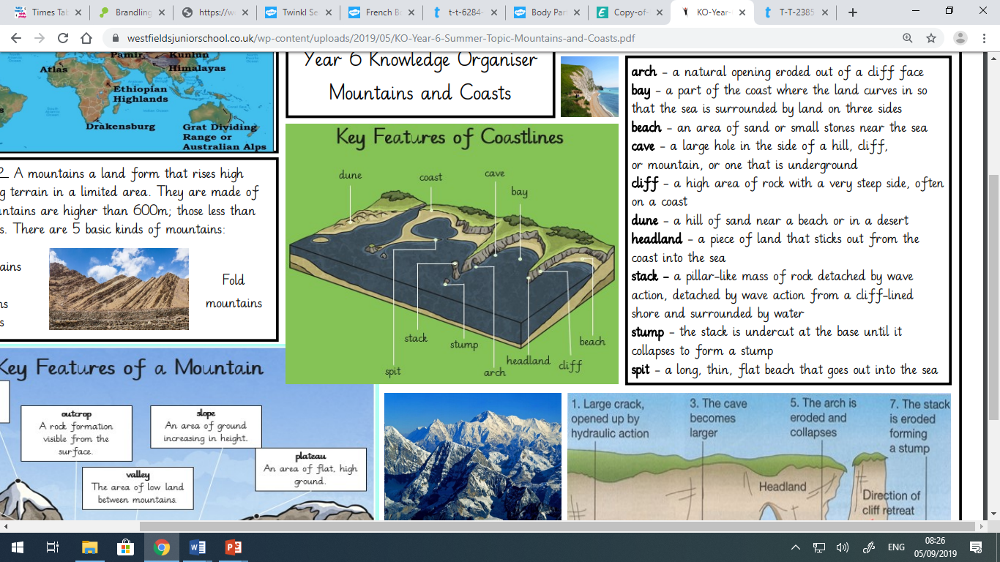 Times Tab
Brandling
https://w
Twinkl Se
French Bo
t-t-6284-
Body Par
Copy-of-
KO-Year-
T-T-2385
westfieldsjuniorschool.co.uk/wp-content/uploads/2019/05/KO-Year-6-Summer-Topic-Mountains-and-Coasts.pdf
Pamir
Kunlun
Atlas
Himalayas
Ethiopian
Highlands
Drakensburg
Grat Dividing
Range or
Australian Alps
Year 6 Knowledge Organiser
Mountains and Coasts
? A mountains a land form that rises high
g terrain in a limited area. They are made of
untains are higher than 600m; those less than
s. There are 5 basic kinds of mountains:
ains
ns
s
Fold
mountains
Key Features of Coastlines
dune
coast
cave
bay
stack
stump
beach
headland
cliff
spit
arch
arch - a natural opening eroded out of a cliff face
bay - a part of the coast where the land curves in so
that the sea is surrounded by land on three sides
beach - an area of sand or small stones near the sea
cave - a large hole in the side of a hill, cliff,
or mountain, or one that is underground
cliff - a high area of rock with a very steep side, often
on a coast
dune - a hill of sand near a beach or in a desert
headland - a piece of land that sticks out from the
coast into the sea
stack - a pillar-like mass of rock detached by wave
action, detached by wave action from a cliff-lined
shore and surrounded by water
stump - the stack is undercut at the base until it
collapses to form a stump
spit - a long, thin, flat beach that goes out into the sea
Key Features of a Mountain
outcrop
A rock formation
visible from the
surface.
slope
An area of ground
increasing in height.
valley
The area of low land
between mountains.
plateau
An area of flat, high
ground.
1. Large crack,
opened up by
hydraulic action
3. The cave
becomes
larger
5. The arch is
eroded and
collapses
7. The stack
is eroded
forming
a stump
Headland
Direction of
cliff retreat
ENG
08:26
05/09/2019